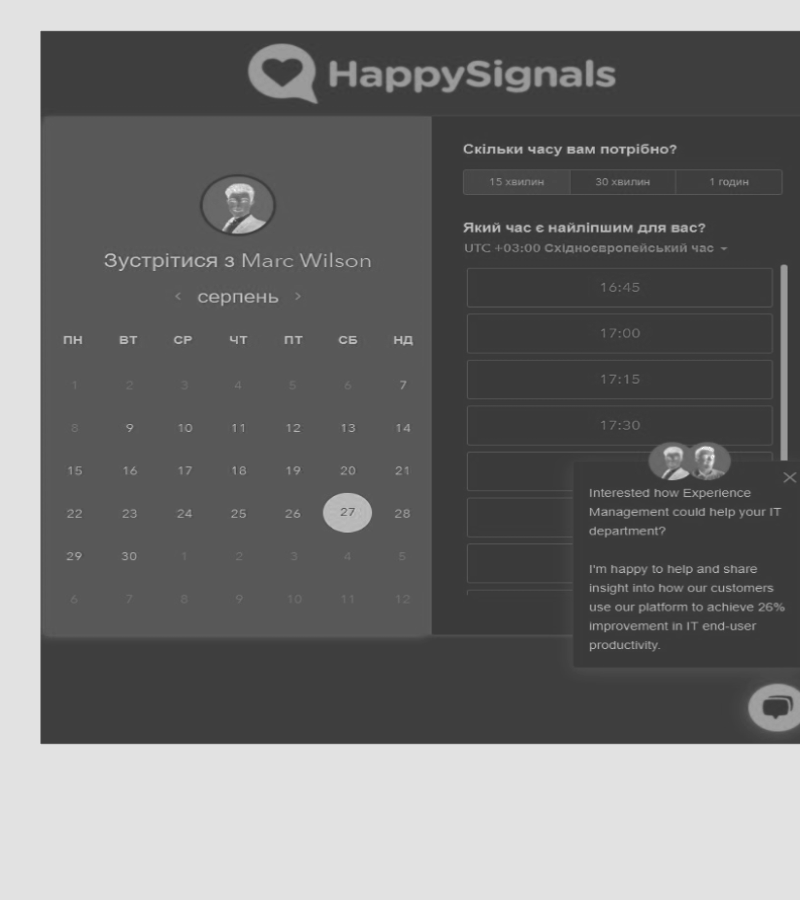 HappySignals
Зустрітися з Marc Wilson
серпень
ПН ВТ СР ЧТ ПТ СБ НД
1 2 3 4 5 6 7
8 9 10 11 12 13 14
15 16 17 18 19 20 21
22 23 24 25 26 27 28
29 30 1 2 3 4 5
6 7 8 9 10 11 12
Скільки часу вам потрібно?
15 хвилин 30 хвилин 1 годин
Який час є найліпшим для вас?
UTC +03:00 Східноєвропейський час
16:45
17:00
17:15
17:30
Interested how Experience
Management could help your IT
department?
I'm happy to help and share
insight into how our customers
use our platform to achieve 26%
improvement in IT end-user
productivity.